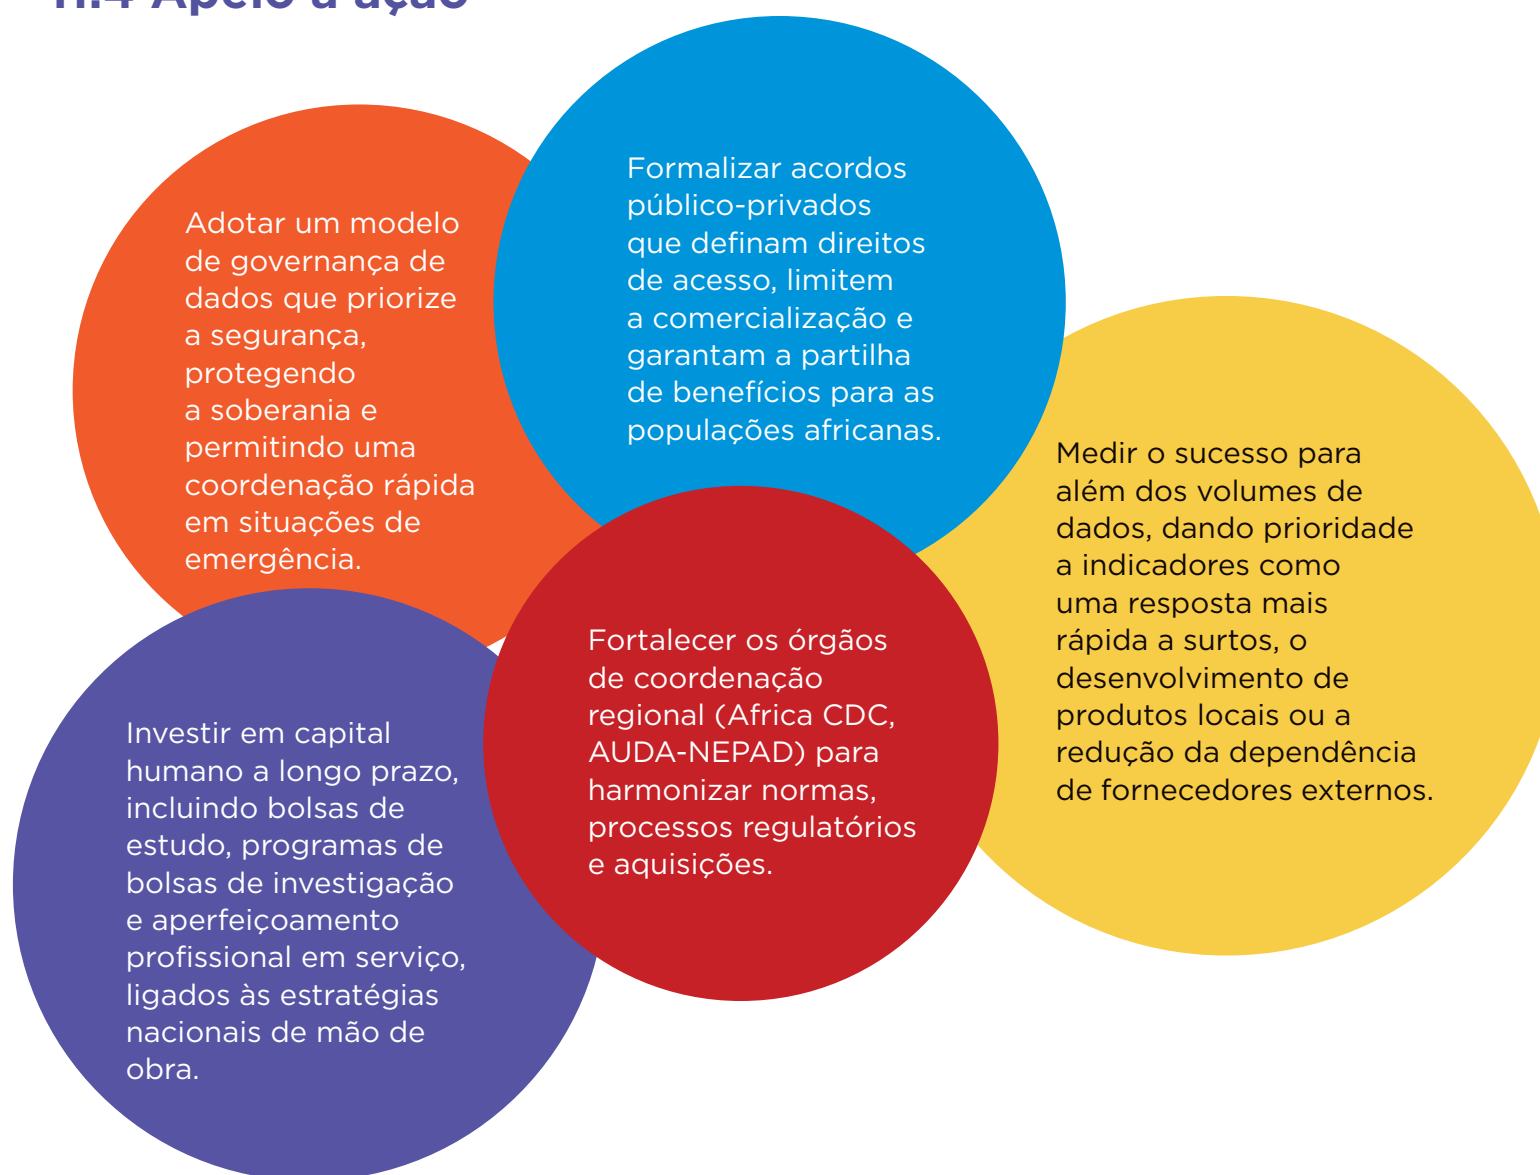 11.4 Apelo à ação
Adotar um modelo
de governança de
dados que priorize
a segurança,
protegendo
a soberania e
permitindo uma
coordenação rápida
em situações de
emergência.
Formalizar acordos
público-privados
que definam direitos
de acesso, limitem
a comercialização e
garantam a partilha
de benefícios para as
populações africanas.
Medir o sucesso para
além dos volumes de
dados, dando prioridade
a indicadores como
uma resposta mais
rápida a surtos, o
desenvolvimento de
produtos locais ou a
redução da dependência
de fornecedores externos.
Fortalecer os órgãos
de coordenação
regional (Africa CDC,
AUDA-NEPAD) para
harmonizar normas,
processos regulatórios
e aquisições.
Investir em capital
humano a longo prazo,
incluindo bolsas de
estudo, programas de
bolsas de investigação
e aperfeiçoamento
profissional em serviço,
ligados às estratégias
nacionais de mão de
obra.